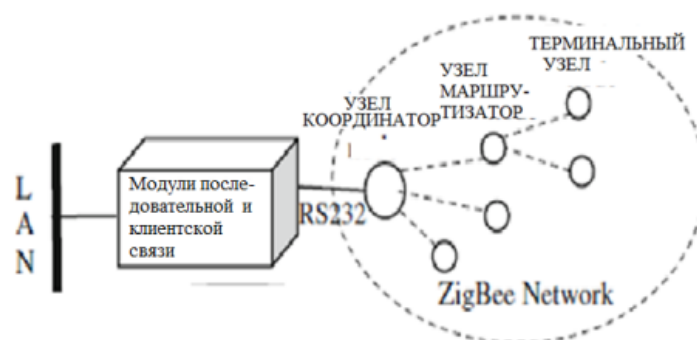 ТЕРМИНАЛЬНЫЙ
УЗЕЛ
УЗЕЛ
МАРШРУ-
ТИЗАТОР
УЗЕЛ
КООРДИНАТОР
L
A
N
Модули после-
довательной и
клиентской
связи
RS232
ZigBee Network